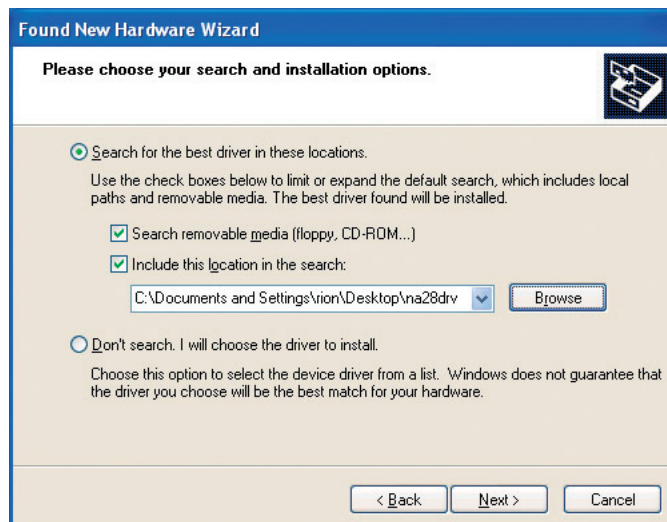 Found New Hardware Wizard
Please choose your search and installation options.
Search for the best driver in these locations.
Use the check boxes below to limit or expand the default search, which includes local
paths and removable media. The best driver found will be installed.
Search removable media (floppy, CD-ROM...)
Include this location in the search:
C:\Documents and Settings\rion\Desktop\na28drv
Browse
Don't search. I will choose the driver to install.
Choose this option to select the device driver from a list. Windows does not guarantee that
the driver you choose will be the best match for your hardware.
< Back Next > Cancel